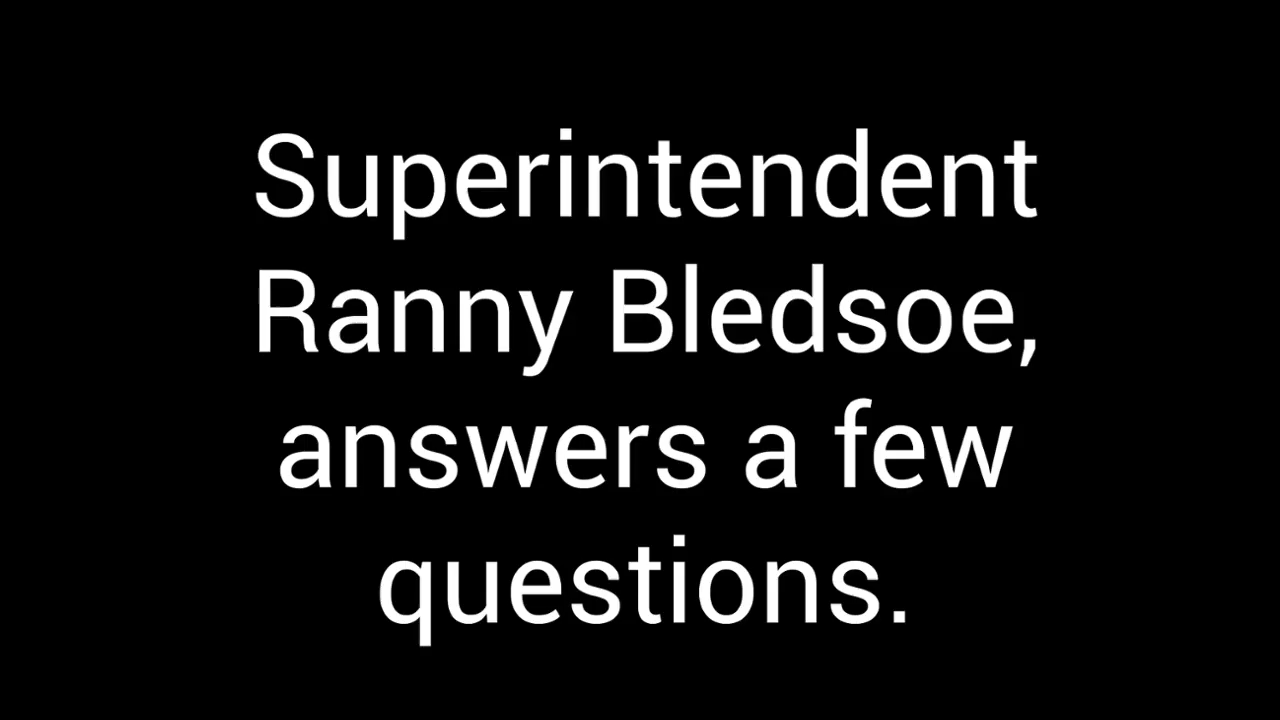 Superintendent
Ranny Bledsoe,
answers a few
questions.